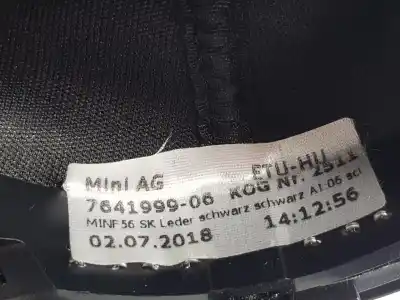 Mini AG ETU-HU
7641999-06 KOG Nr. 2511
MINF56 SK Leder schwarz schwarz AI:06 scl
02.07.2018 14:12:56